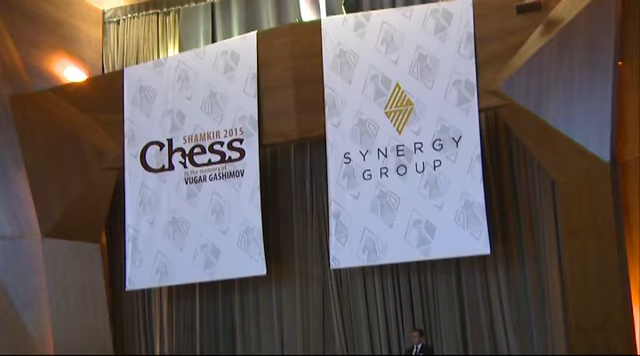 SHAMKIR 2015
Chess
in the memory of
VUGAR GASHIMOV
SYNERGY
GROUP